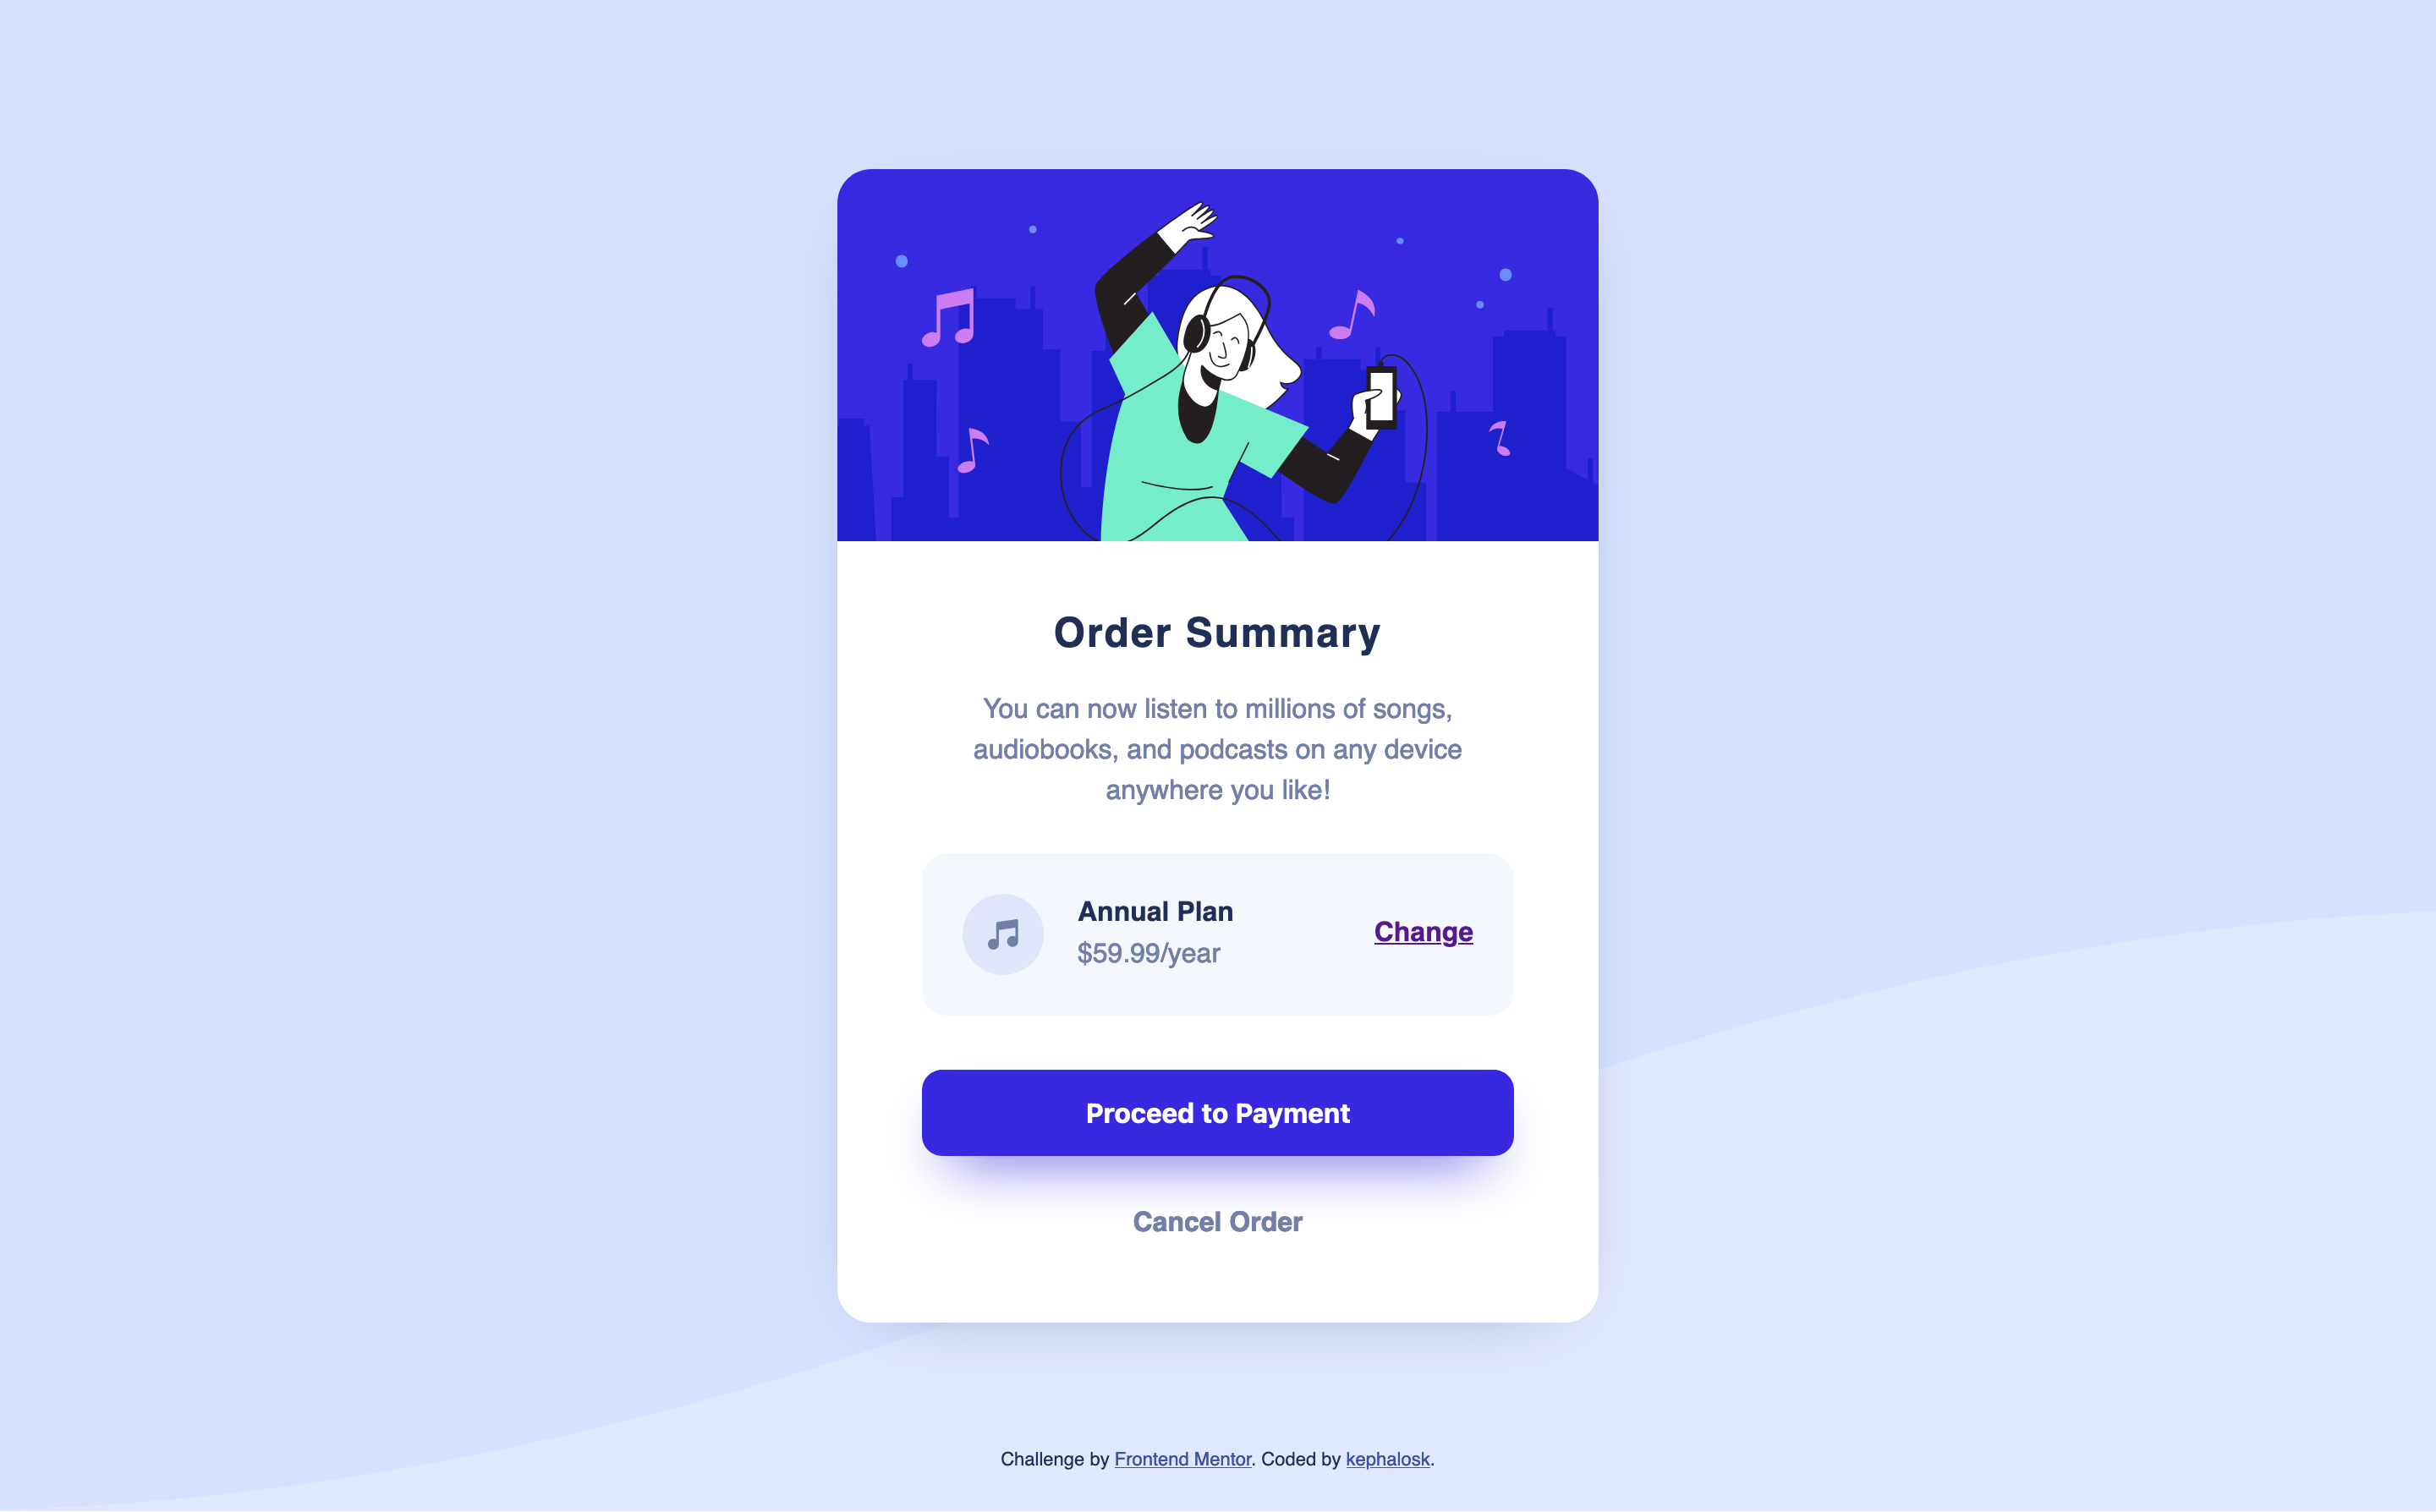 Order Summary
You can now listen to millions of songs,
audiobooks, and podcasts on any device
anywhere you like!
Annual Plan
$59.99/year
Change
Proceed to Payment
Cancel Order
Challenge by Frontend Mentor. Coded by kephalosk.